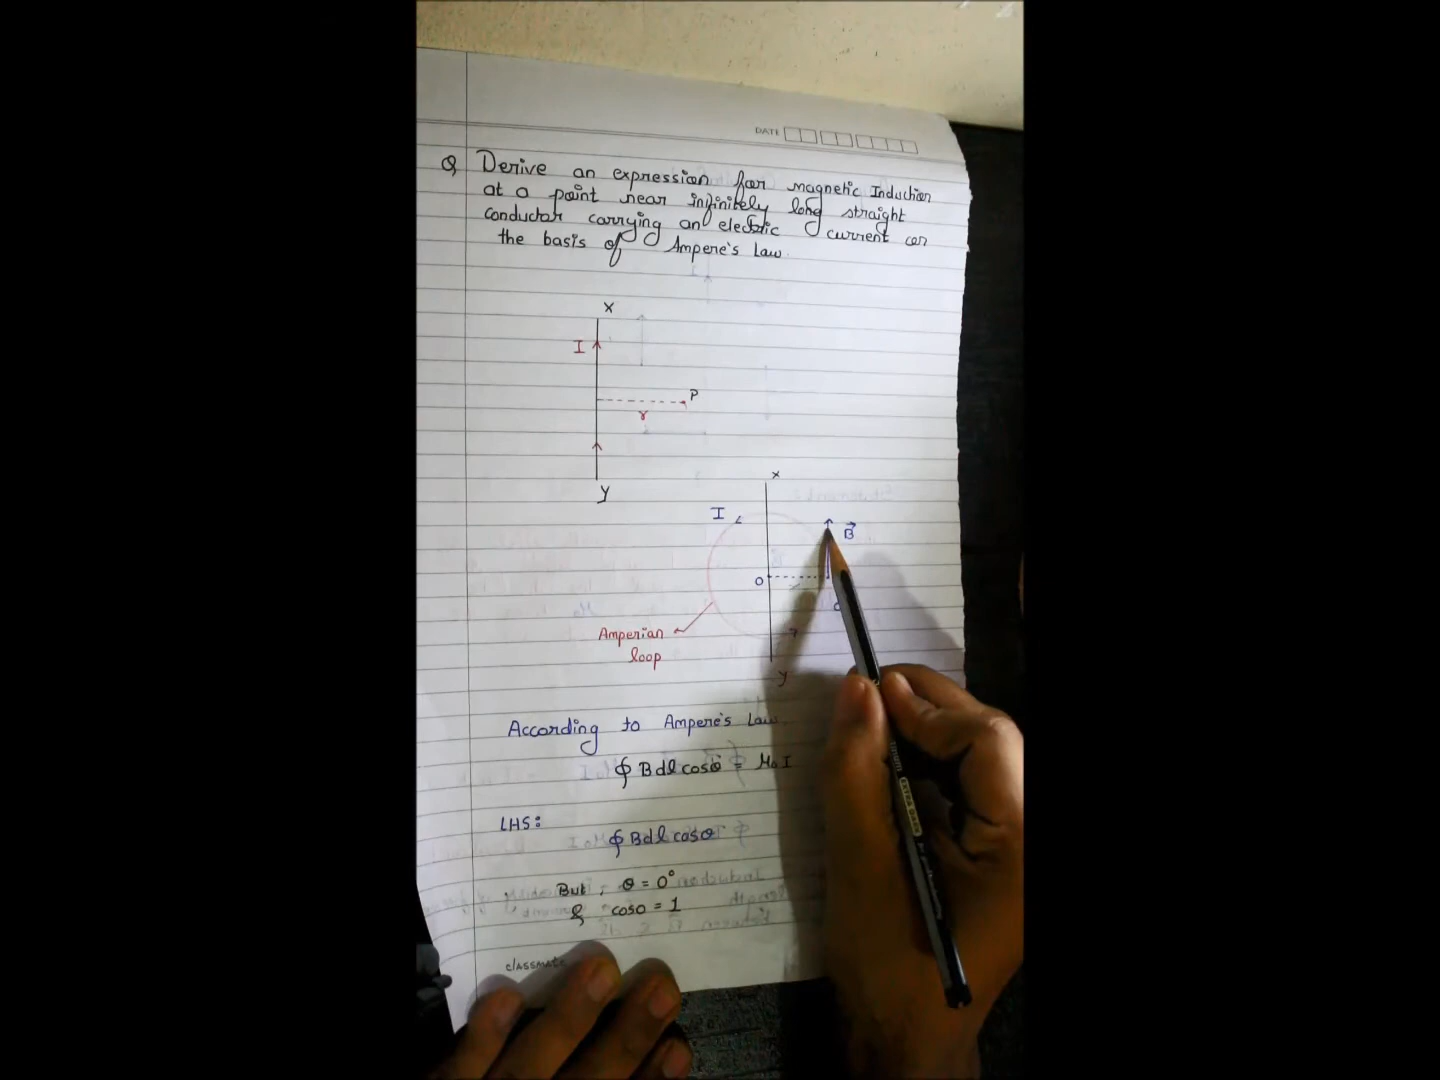 DATE
Q Derive an expression for magnetic Induction
at a point near infinitely long straight
conductor carrying an electric current on
the basis of Ampere's Law.
X
I
P
r
Y
x
I
B⃗
O
Amperian
loop
y
According to Ampere's Law.
∮ B dl cosθ = μ₀ I
LHS:
∮ B dl cosθ
But, θ = 0°
& cos0 = 1
classmate